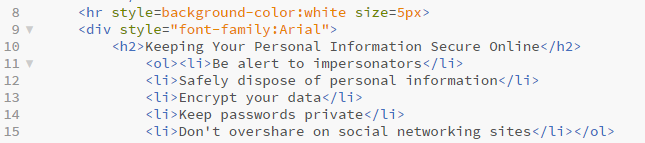 8 <hr style=background-color:white size=5px>
9 <div style="font-family:Arial">
10 <h2>Keeping Your Personal Information Secure Online</h2>
11 <ol><li>Be alert to impersonators</li>
12 <li>Safely dispose of personal information</li>
13 <li>Encrypt your data</li>
14 <li>Keep passwords private</li>
15 <li>Don't overshare on social networking sites</li></ol>